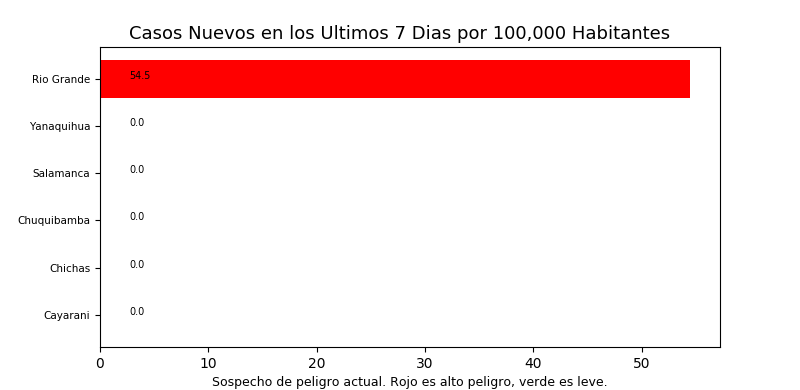 Casos Nuevos en los Ultimos 7 Dias por 100,000 Habitantes
Rio Grande 54.5
Yanaquihua 0.0
Salamanca 0.0
Chuquibamba 0.0
Chichas 0.0
Cayarani 0.0
0 10 20 30 40 50
Sospecho de peligro actual. Rojo es alto peligro, verde es leve.